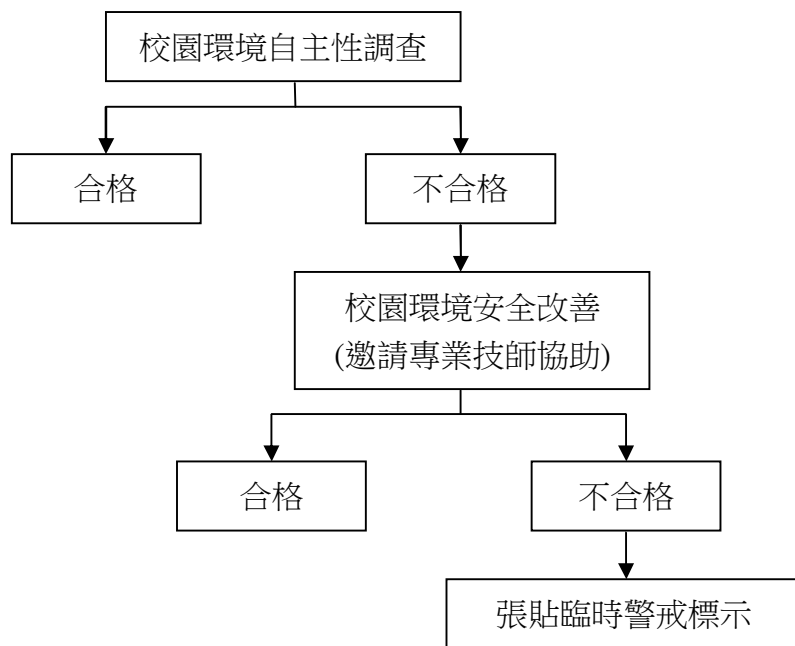 校園環境自主性調查
合格
不合格
校園環境安全改善
(邀請專業技師協助)
合格
不合格
張貼臨時警戒標示